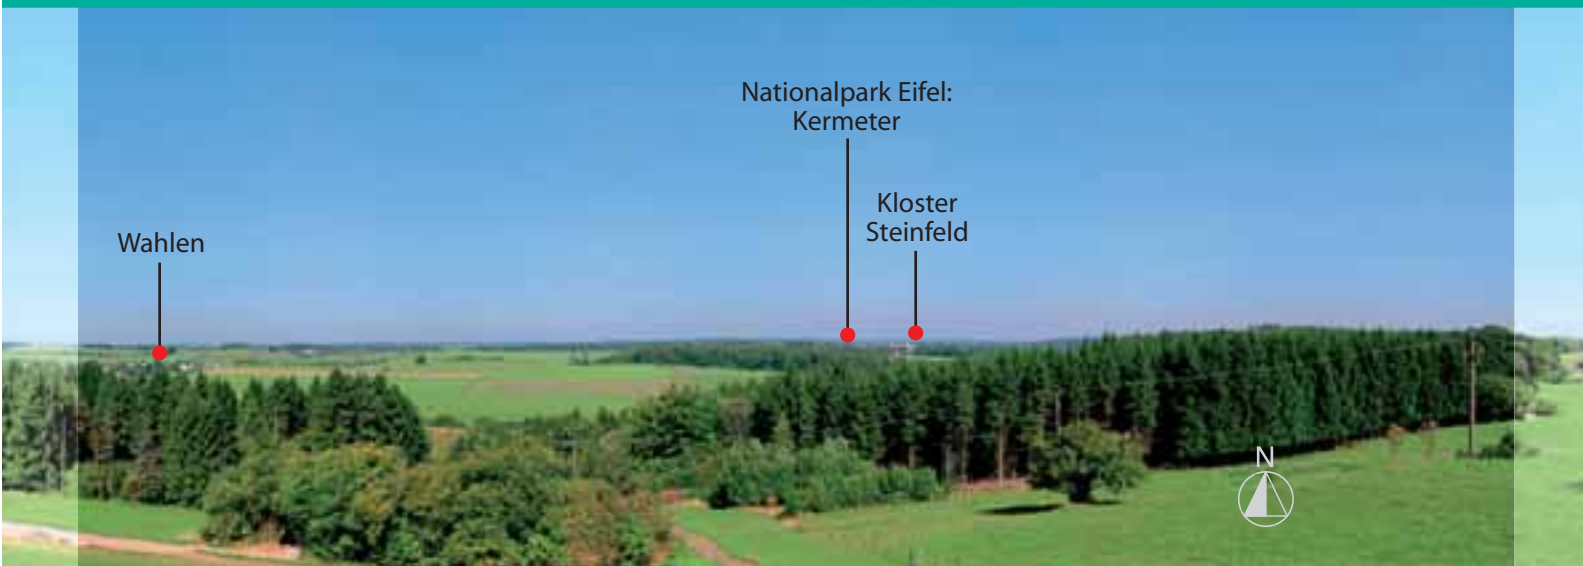 Nationalpark Eifel:
Kermeter
Kloster
Steinfeld
Wahlen
N